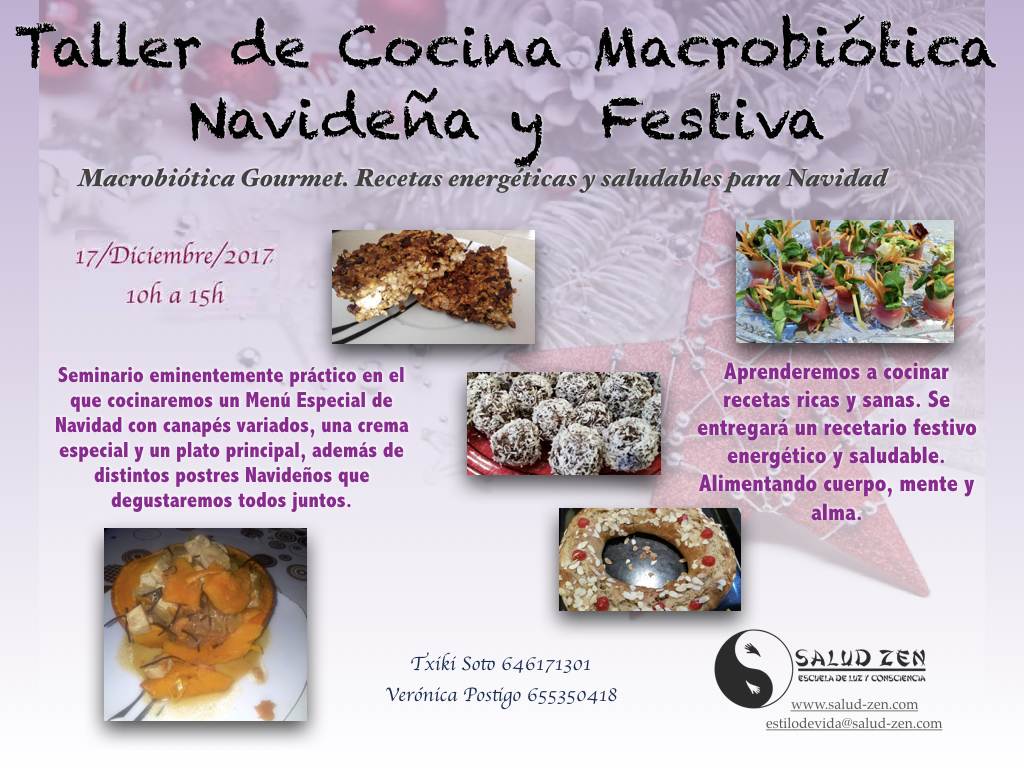 Taller de Cocina Macrobiótica
Navideña y Festiva
Macrobiótica Gourmet. Recetas energéticas y saludables para Navidad
17/Diciembre/2017
10h a 15h
Seminario eminentemente práctico en el
que cocinaremos un Menú Especial de
Navidad con canapés variados, una crema
especial y un plato principal, además de
distintos postres Navideños que
degustaremos todos juntos.
Aprenderemos a cocinar
recetas ricas y sanas. Se
entregará un recetario festivo
energético y saludable.
Alimentando cuerpo, mente y
alma.
Txiki Soto 646171301
Verónica Postigo 655350418
SALUD ZEN
ESCUELA DE LUZ Y CONSCIENCIA
www.salud-zen.com
estilodevida@salud-zen.com